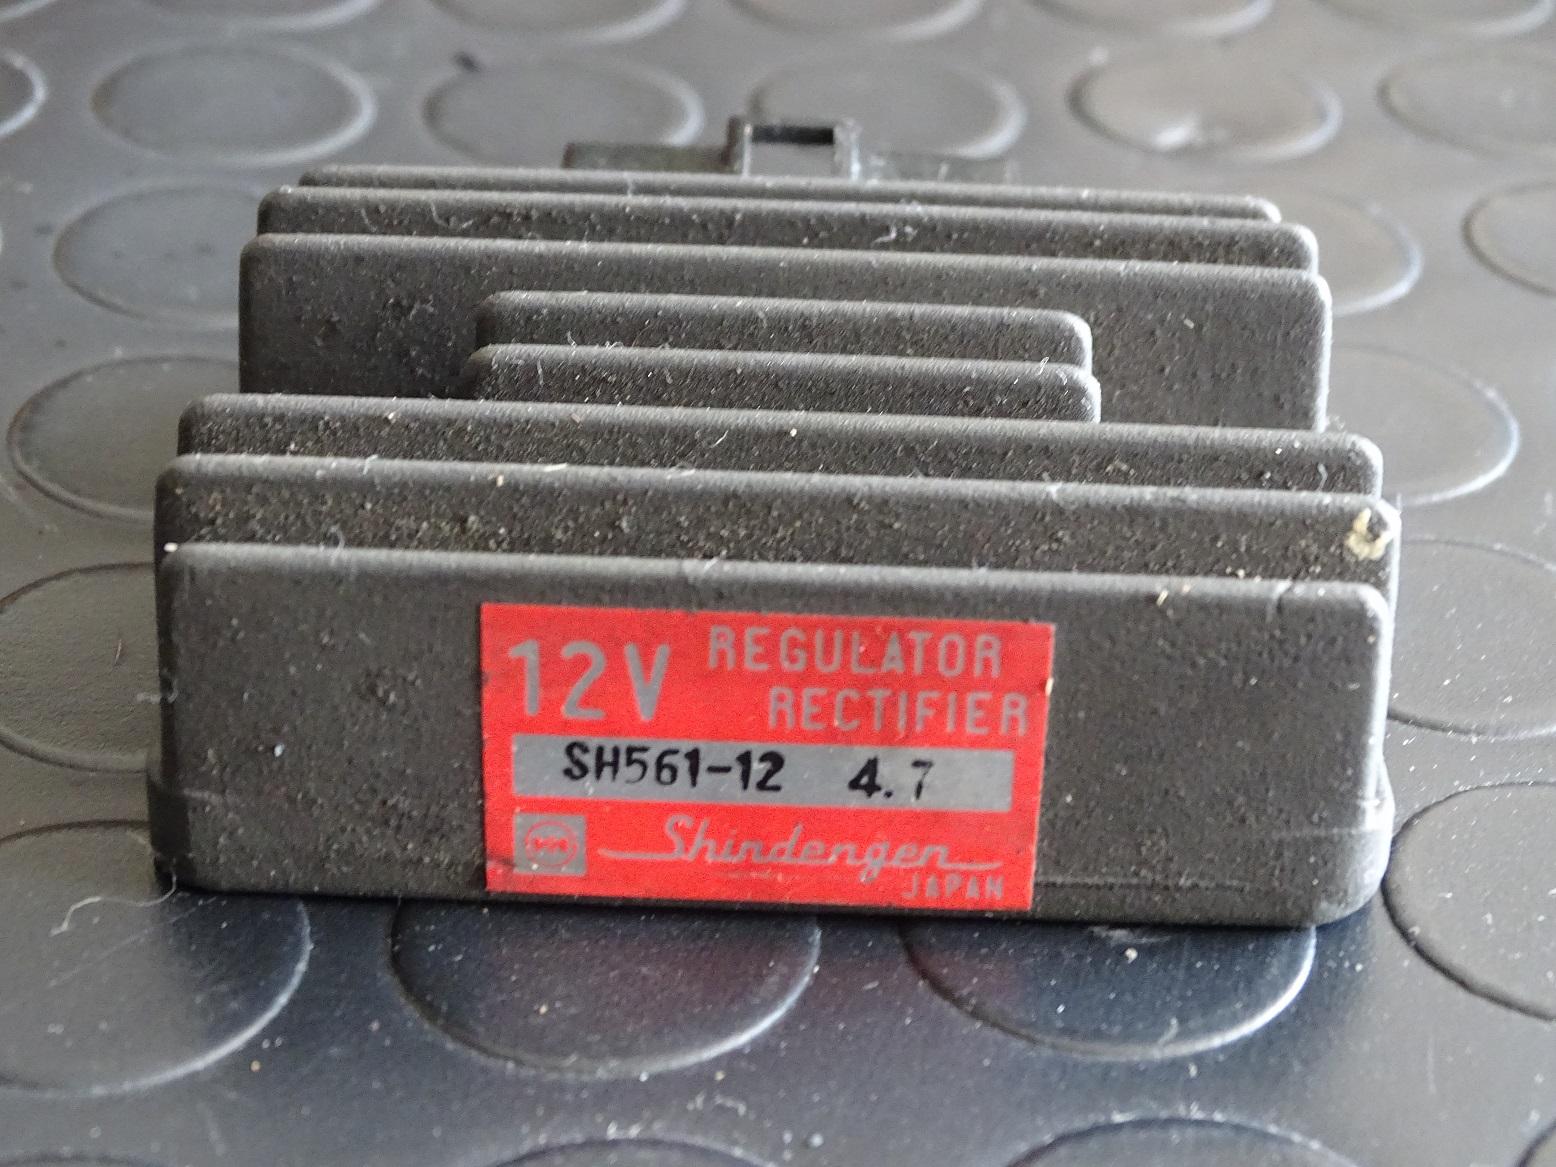 12V REGULATOR
RECTIFIER
SH561-12 4.7
Shindengen
JAPAN